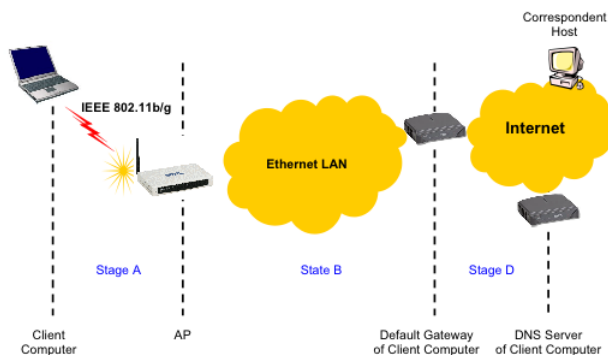 Correspondent
Host
IEEE 802.11b/g
Internet
Ethernet LAN
Stage A
State B
Stage D
Client
Computer
AP
Default Gateway
of Client Computer
DNS Server
of Client Computer